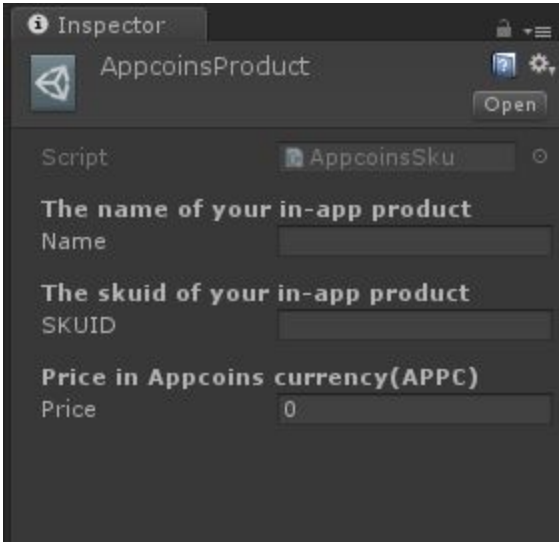 Inspector
AppcoinsProduct
Open
Script AppcoinsSku
The name of your in-app product
Name
The skuid of your in-app product
SKUID
Price in Appcoins currency(APPC)
Price 0